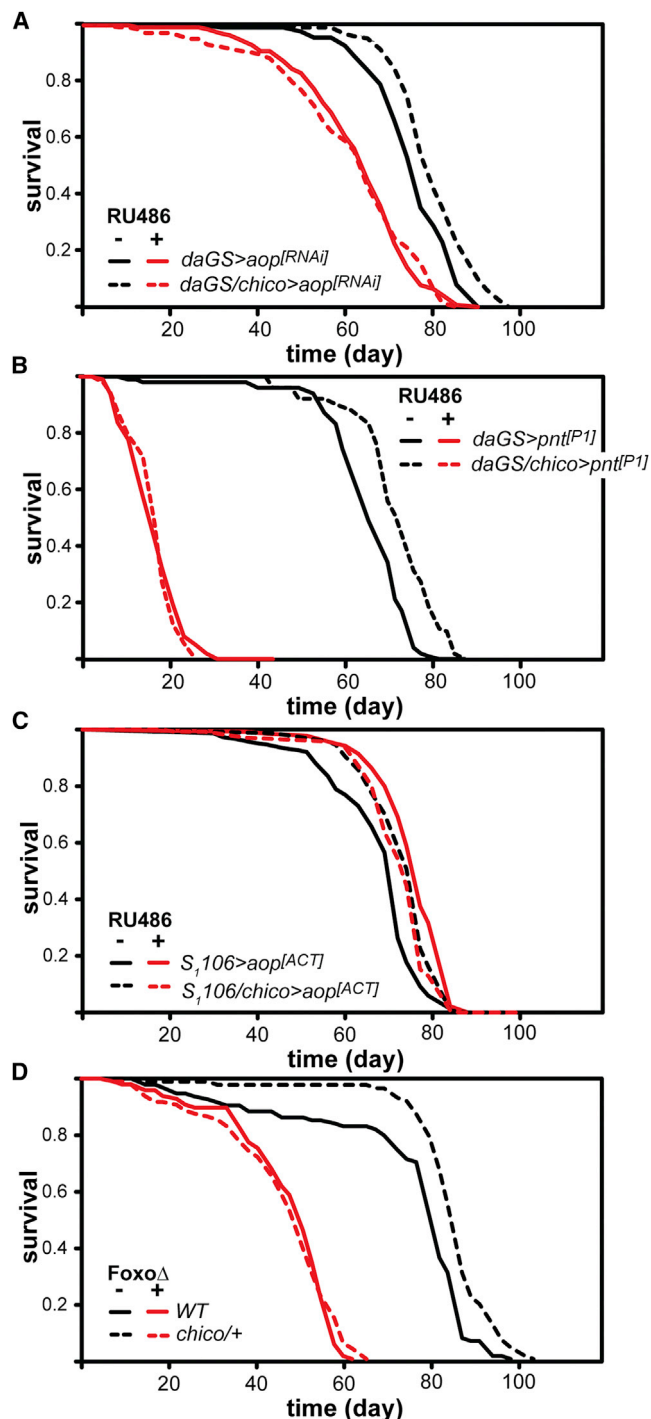 A
survival
0.8
0.6
0.4
0.2
RU486
- +
daGS>aop[RNAi]
daGS/chico>aop[RNAi]
20 40 60 80 100
time (day)
B
survival
0.8
0.6
0.4
0.2
RU486
- +
daGS>pnt[P1]
daGS/chico>pnt[P1]
20 40 60 80 100
time (day)
C
survival
0.8
0.6
0.4
0.2
RU486
- +
S₁106>aop[ACT]
S₁106/chico>aop[ACT]
20 40 60 80 100
time (day)
D
survival
0.8
0.6
0.4
0.2
FoxoΔ
- +
WT
chico/+
20 40 60 80 100
time (day)